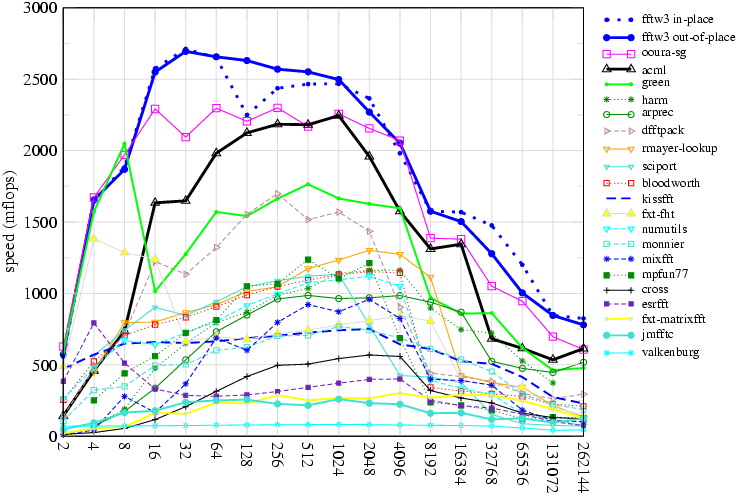 3000
2500
2000
1500
1000
500
0
speed (mflops)
2
4
8
16
32
64
128
256
512
1024
2048
4096
8192
16384
32768
65536
131072
262144
fftw3 in-place
fftw3 out-of-place
ooura-sg
acml
green
harm
arprec
dfftpack
rmayer-lookup
sciport
bloodworth
kissfft
fxt-fht
numutils
monnier
mixfft
mpfun77
cross
esrfft
fxt-matrixfft
jmfftc
valkenburg